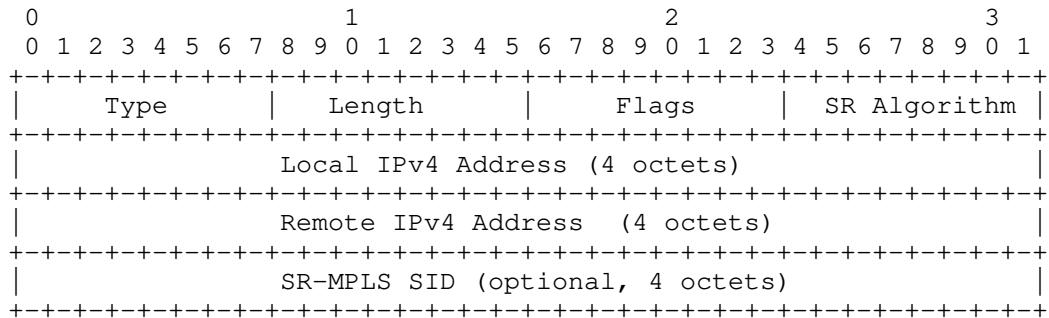 0                   1                   2                   3
 0 1 2 3 4 5 6 7 8 9 0 1 2 3 4 5 6 7 8 9 0 1 2 3 4 5 6 7 8 9 0 1
+-+-+-+-+-+-+-+-+-+-+-+-+-+-+-+-+-+-+-+-+-+-+-+-+-+-+-+-+-+-+-+-+
|     Type      |   Length      |     Flags     |  SR Algorithm |
+-+-+-+-+-+-+-+-+-+-+-+-+-+-+-+-+-+-+-+-+-+-+-+-+-+-+-+-+-+-+-+-+
|                Local IPv4 Address (4 octets)                  |
+-+-+-+-+-+-+-+-+-+-+-+-+-+-+-+-+-+-+-+-+-+-+-+-+-+-+-+-+-+-+-+-+
|                Remote IPv4 Address  (4 octets)                |
+-+-+-+-+-+-+-+-+-+-+-+-+-+-+-+-+-+-+-+-+-+-+-+-+-+-+-+-+-+-+-+-+
|                SR-MPLS SID (optional, 4 octets)               |
+-+-+-+-+-+-+-+-+-+-+-+-+-+-+-+-+-+-+-+-+-+-+-+-+-+-+-+-+-+-+-+-+